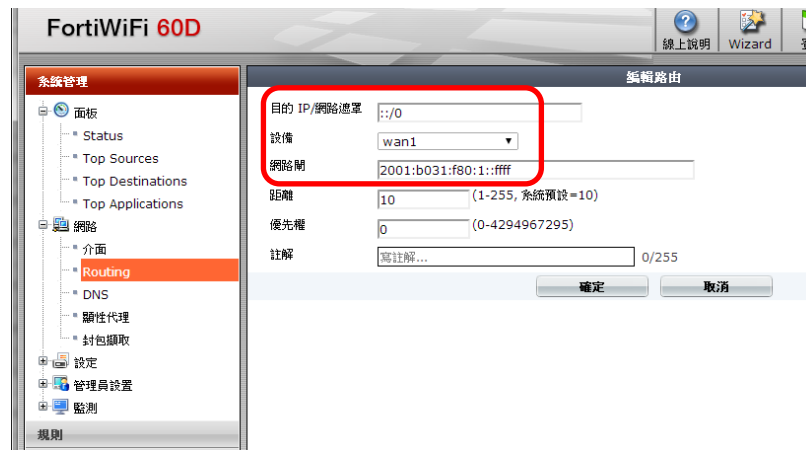 FortiWiFi 60D
線上說明
Wizard
系統管理
面板
Status
Top Sources
Top Destinations
Top Applications
網路
介面
Routing
DNS
顯性代理
封包擷取
設定
管理員設置
監測
規則
編輯路由
目的 IP/網路遮罩 ::/0
設備 wan1
網路閘 2001:b031:f80:1::ffff
距離 10 (1-255, 系統預設=10)
優先權 0 (0-4294967295)
註解 寫註解... 0/255
確定 取消